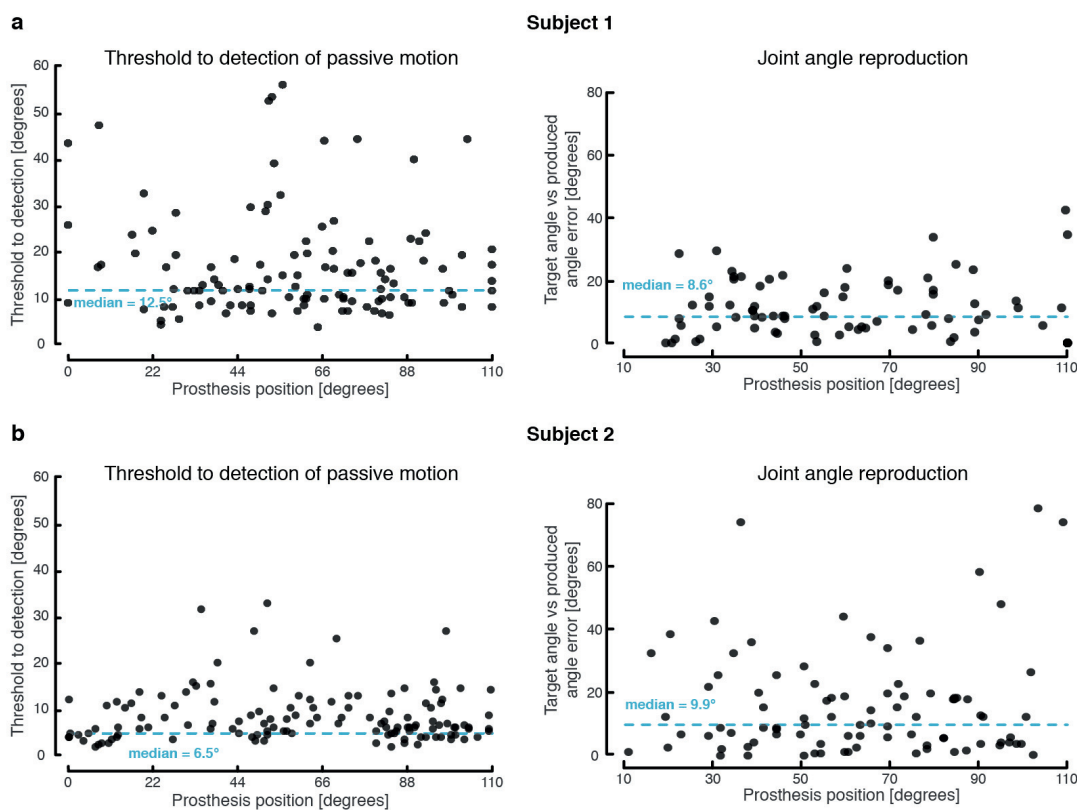 a
Subject 1
Threshold to detection of passive motion
Threshold to detection [degrees]
60
50
40
30
20
10
0
median = 12.5°
0 22 44 66 88 110
Prosthesis position [degrees]
Joint angle reproduction
Target angle vs produced
angle error [degrees]
80
60
40
20
0
median = 8.6°
10 30 50 70 90 110
Prosthesis position [degrees]
b
Subject 2
Threshold to detection of passive motion
Threshold to detection [degrees]
60
50
40
30
20
10
0
median = 6.5°
0 22 44 66 88 110
Prosthesis position [degrees]
Joint angle reproduction
Target angle vs produced
angle error [degrees]
80
60
40
20
0
median = 9.9°
10 30 50 70 90 110
Prosthesis position [degrees]